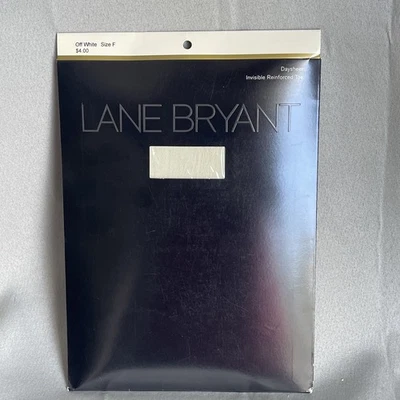 Off White Size F
$4.00
Daysheer
Invisible Reinforced Toe
LANE BRYANT